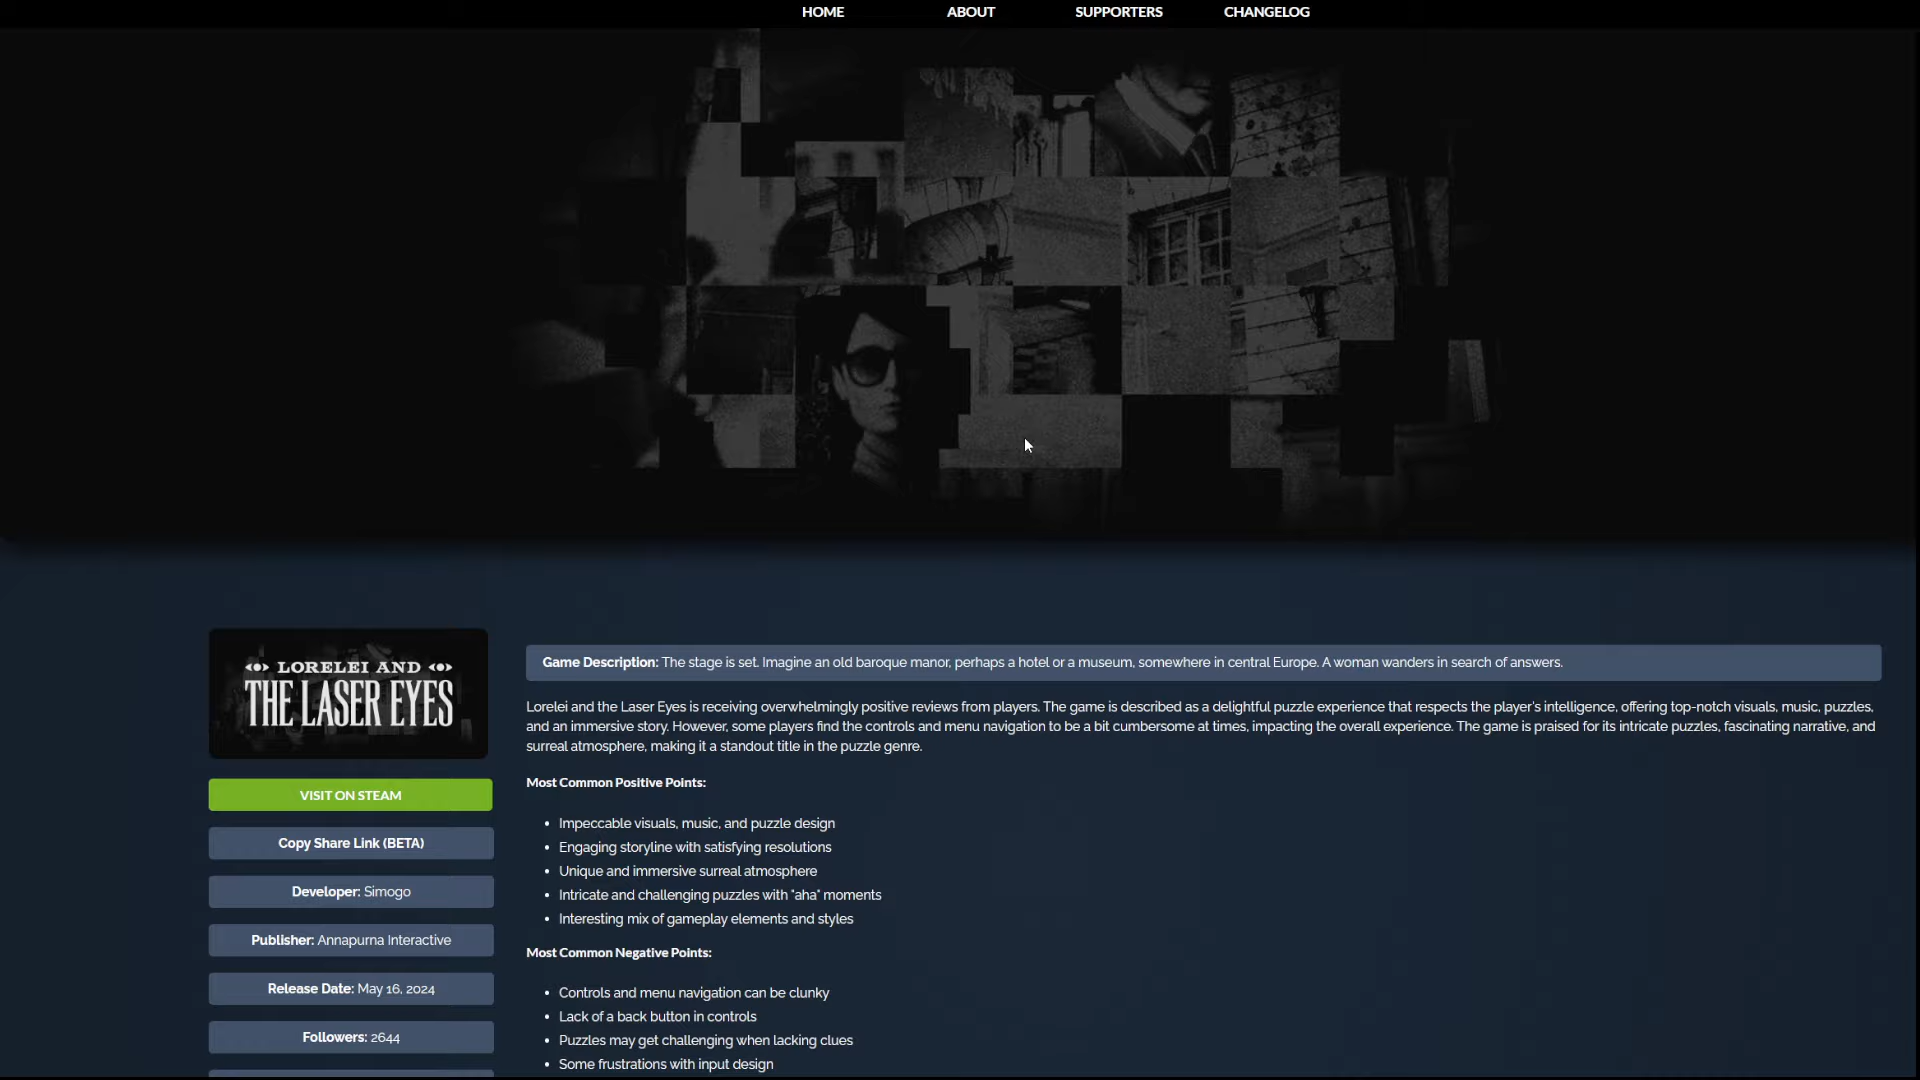 HOME ABOUT SUPPORTERS CHANGELOG
LORELEI AND
THE LASER EYES
VISIT ON STEAM
Copy Share Link (BETA)
Developer: Simogo
Publisher: Annapurna Interactive
Release Date: May 16, 2024
Followers: 2644
Game Description: The stage is set. Imagine an old baroque manor, perhaps a hotel or a museum, somewhere in central Europe. A woman wanders in search of answers.
Lorelei and the Laser Eyes is receiving overwhelmingly positive reviews from players. The game is described as a delightful puzzle experience that respects the player's intelligence, offering top-notch visuals, music, puzzles,
and an immersive story. However, some players find the controls and menu navigation to be a bit cumbersome at times, impacting the overall experience. The game is praised for its intricate puzzles, fascinating narrative, and
surreal atmosphere, making it a standout title in the puzzle genre.
Most Common Positive Points:
• Impeccable visuals, music, and puzzle design
• Engaging storyline with satisfying resolutions
• Unique and immersive surreal atmosphere
• Intricate and challenging puzzles with "aha" moments
• Interesting mix of gameplay elements and styles
Most Common Negative Points:
• Controls and menu navigation can be clunky
• Lack of a back button in controls
• Puzzles may get challenging when lacking clues
• Some frustrations with input design